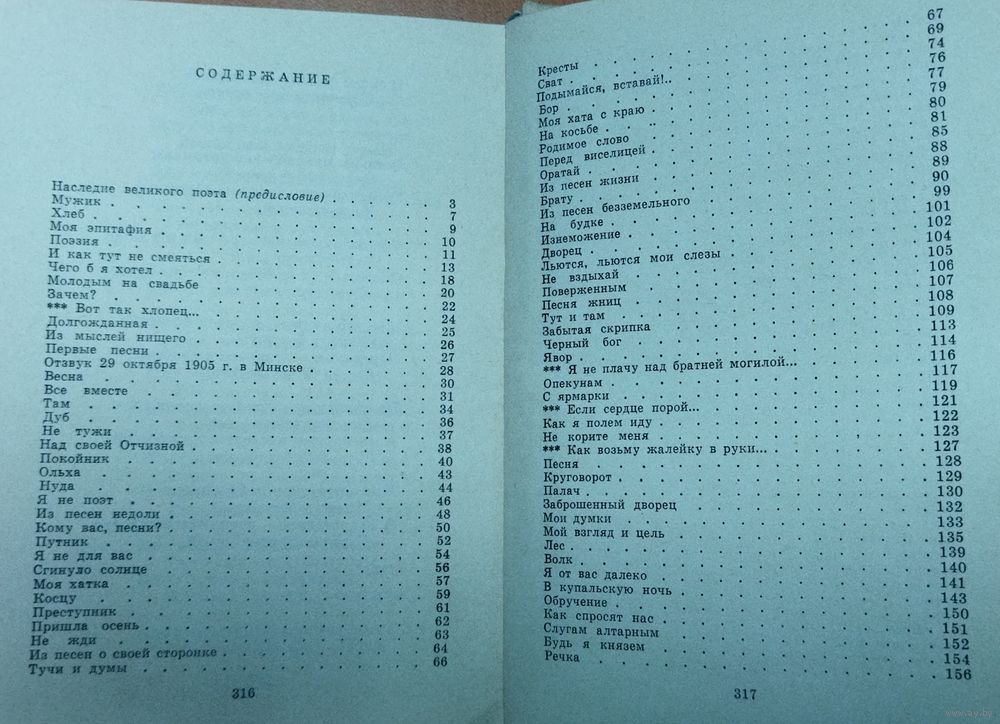 СОДЕРЖАНИЕ
Наследие великого поэта (предисловие) . 3
Мужик . 7
Хлеб . 9
Моя эпитафия . 10
Поэзия . 11
И как тут не смеяться . 13
Чего б я хотел . 18
Молодым на свадьбе . 20
Зачем? . 22
*** Вот так хлопец... . 24
Долгожданная . 25
Из мыслей нищего . 26
Первые песни . 27
Отзвук 29 октября 1905 г. в Минске . 28
Весна . 30
Все вместе . 31
Там . 34
Дуб . 36
Не тужи . 37
Над своей Отчизной . 38
Покойник . 40
Ольха . 43
Нуда . 44
Я не поэт . 46
Из песен недоли . 48
Кому вас, песни? . 50
Путник . 52
Я не для вас . 54
Сгинуло солнце . 56
Моя хатка . 57
Косцу . 59
Преступник . 61
Пришла осень . 62
Не жди . 63
Из песен о своей сторонке . 64
Тучи и думы . 66
316
Кресты . 67
Сват . 69
Подымайся, вставай!.. . 74
Бор . 76
Моя хата с краю . 77
На косьбе . 79
Родимое слово . 80
Перед виселицей . 81
Оратай . 85
Из песен жизни . 88
Брату . 89
Из песен безземельного . 90
На будке . 99
Изнеможение . 101
Дворец . 102
Льются, льются мои слезы . 104
Не вздыхай . 105
Поверженным . 106
Песня жниц . 107
Тут и там . 108
Забытая скрипка . 109
Черный бог . 113
Явор . 114
*** Я не плачу над братней могилой... . 116
Опекунам . 117
С ярмарки . 119
*** Если сердце порой... . 121
Как я полем иду . 122
Не корите меня . 123
*** Как возьму жалейку в руки... . 127
Песня . 128
Круговорот . 129
Палач . 130
Заброшенный дворец . 132
Мои думки . 133
Мой взгляд и цель . 135
Лес . 139
Волк . 140
Я от вас далеко . 141
В купальскую ночь . 143
Обручение . 150
Как спросят нас . 151
Слугам алтарным . 152
Будь я князем . 154
Речка . 156
317
www.ay.by